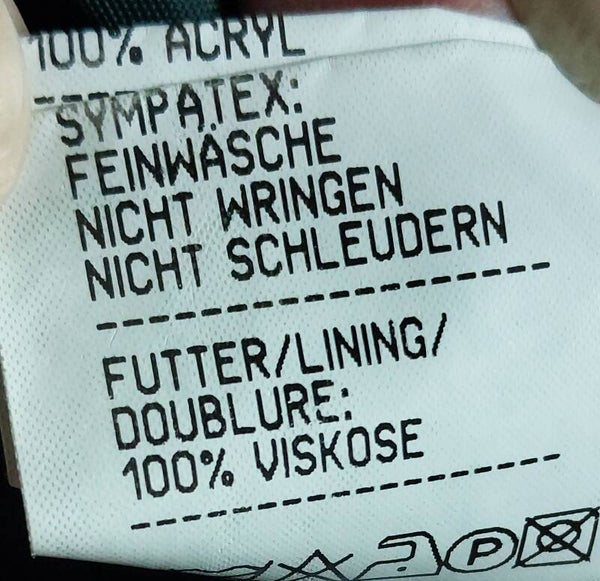 100% ACRYL
SYMPATEX:
FEINWÄSCHE
NICHT WRINGEN
NICHT SCHLEUDERN
FUTTER/LINING/
DOUBLURE:
100% VISKOSE
P